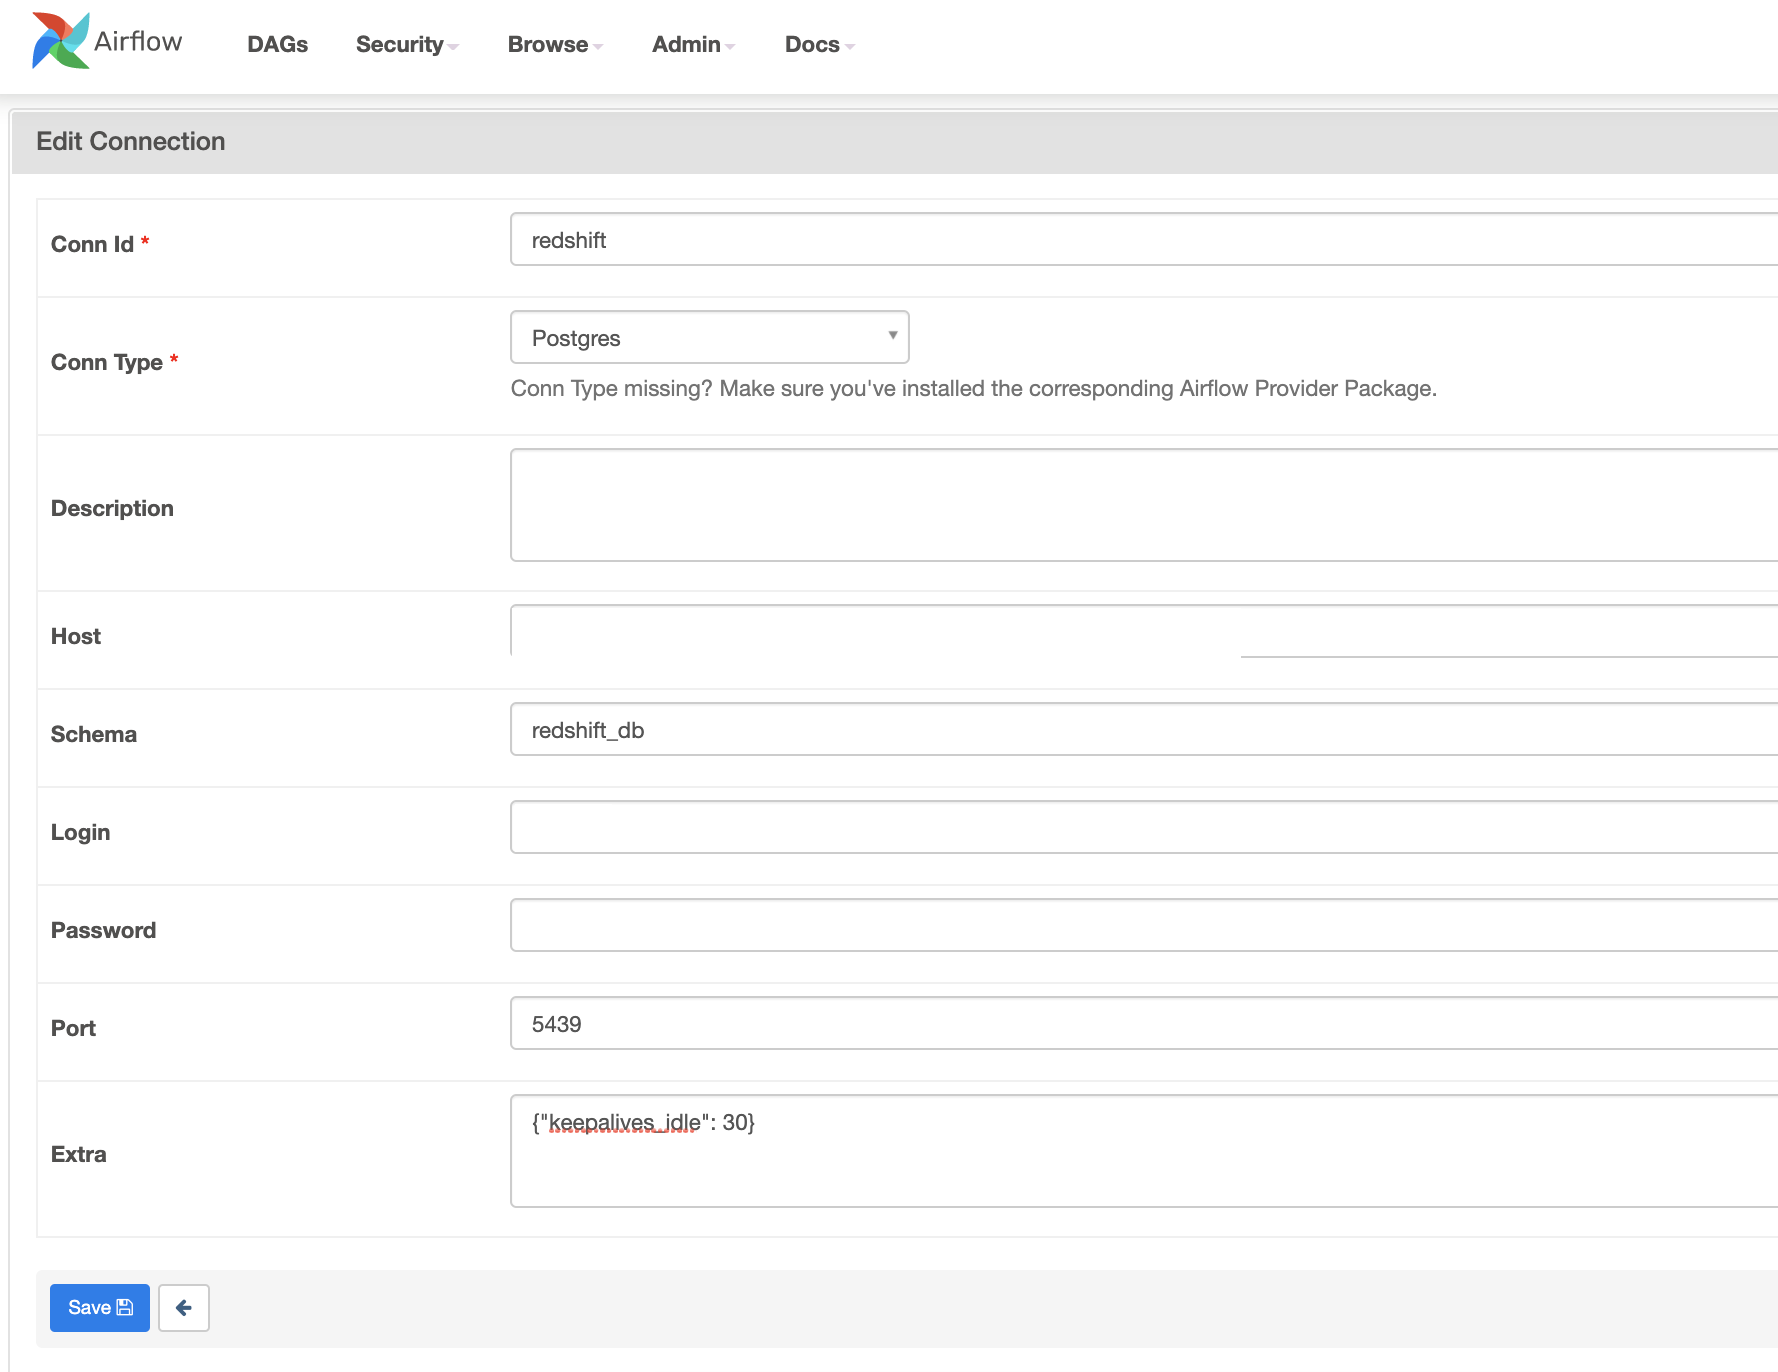 Airflow DAGs Security Browse Admin Docs
Edit Connection
Conn Id * redshift
Conn Type * Postgres
Conn Type missing? Make sure you've installed the corresponding Airflow Provider Package.
Description
Host
Schema redshift_db
Login
Password
Port 5439
Extra {"keepalives_idle": 30}
Save